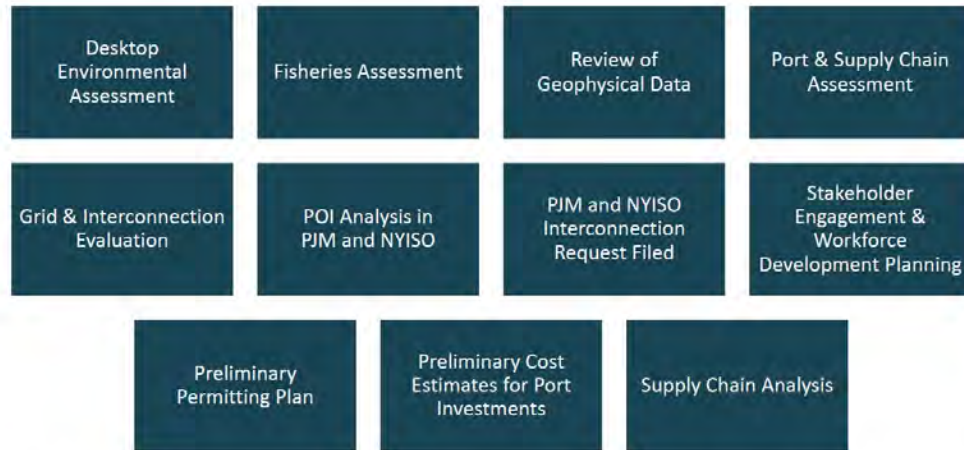 Desktop
Environmental
Assessment
Fisheries Assessment
Review of
Geophysical Data
Port & Supply Chain
Assessment
Grid & Interconnection
Evaluation
POI Analysis in
PJM and NYISO
PJM and NYISO
Interconnection
Request Filed
Stakeholder
Engagement &
Workforce
Development Planning
Preliminary
Permitting Plan
Preliminary Cost
Estimates for Port
Investments
Supply Chain Analysis